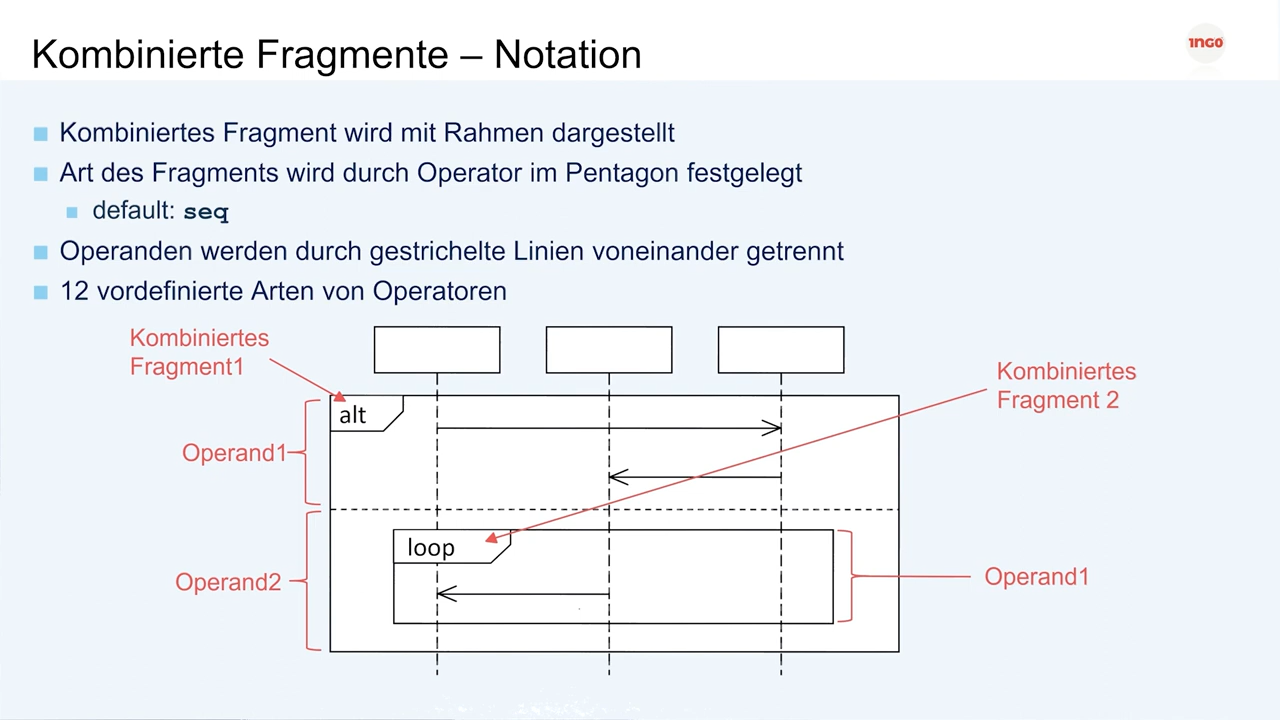 Kombinierte Fragmente – Notation
1NGO
Kombiniertes Fragment wird mit Rahmen dargestellt
Art des Fragments wird durch Operator im Pentagon festgelegt
default: seq
Operanden werden durch gestrichelte Linien voneinander getrennt
12 vordefinierte Arten von Operatoren
Kombiniertes
Fragment1
Kombiniertes
Fragment 2
alt
Operand1
loop
Operand2
Operand1